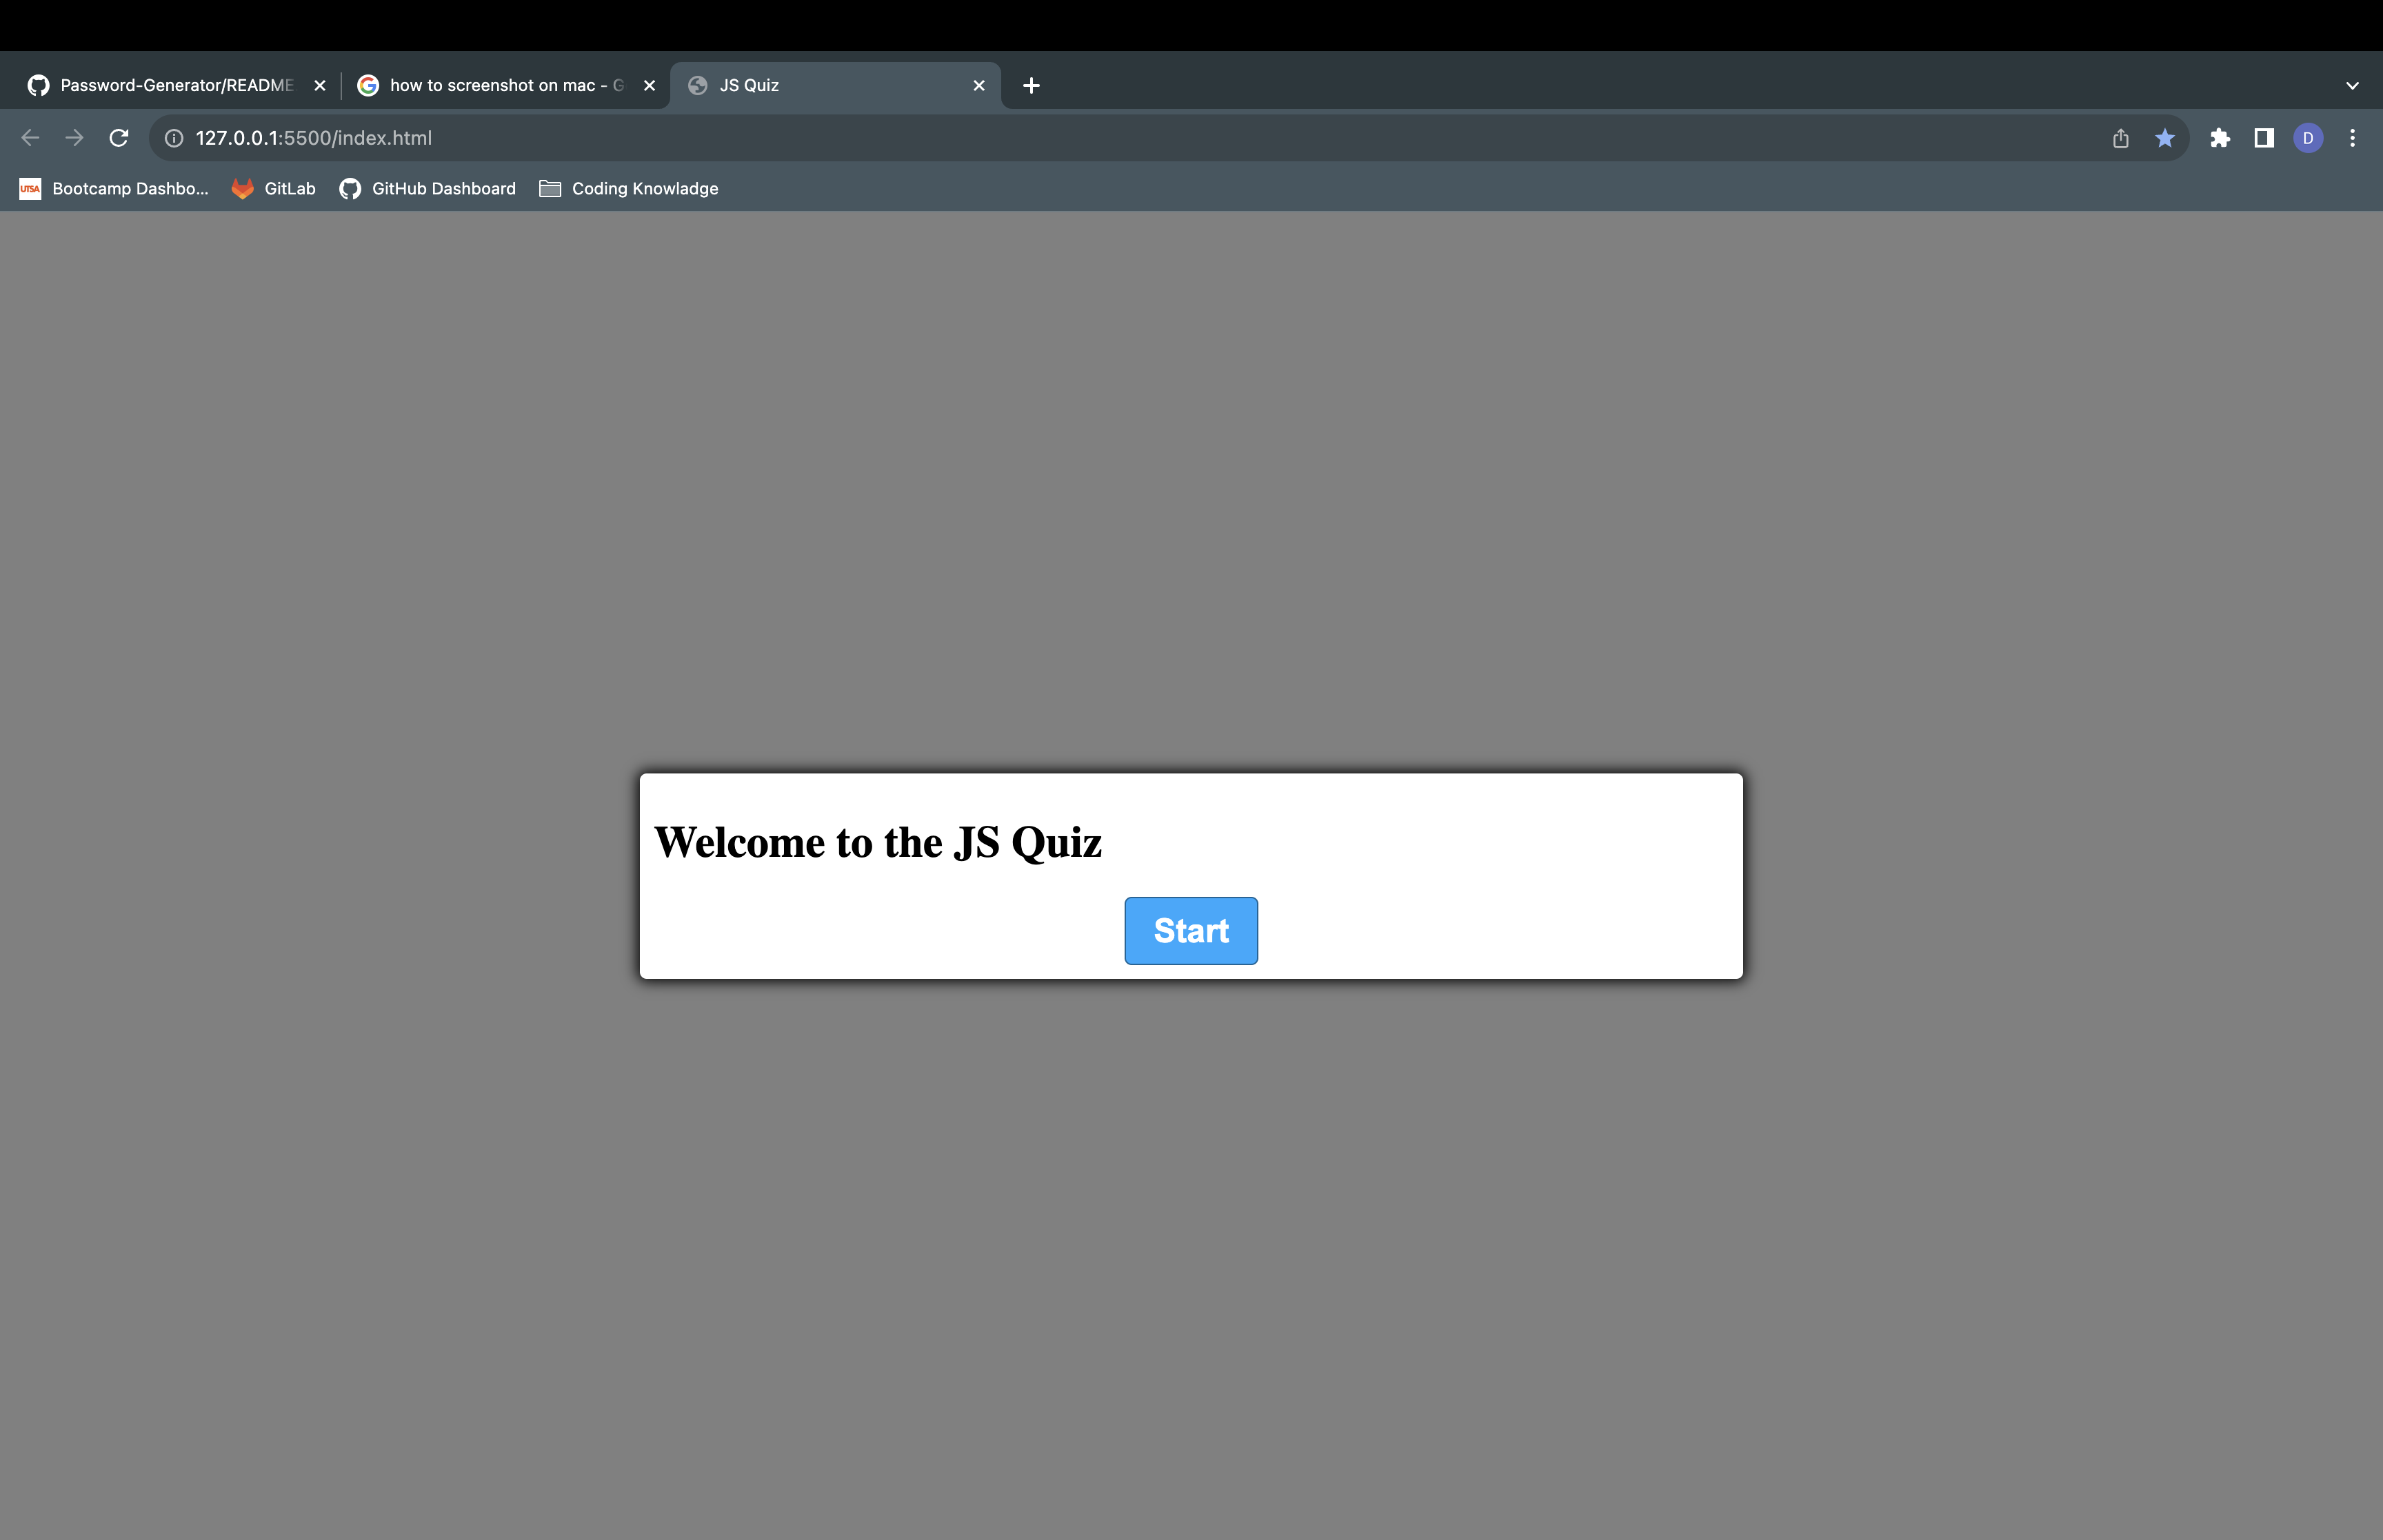 Password-Generator/README
how to screenshot on mac - G
JS Quiz
127.0.0.1:5500/index.html
D
UTSA
Bootcamp Dashbo...
GitLab
GitHub Dashboard
Coding Knowladge
Welcome to the JS Quiz
Start